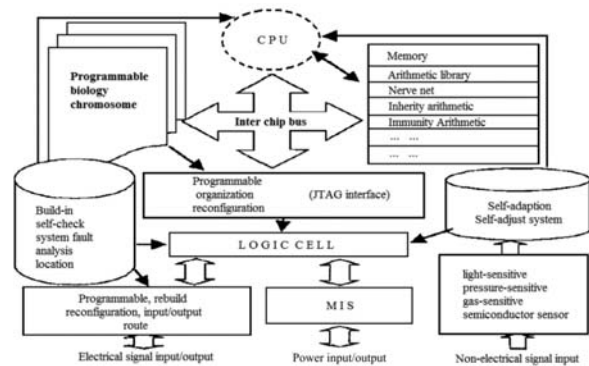 CPU
Programmable
biology
chromosome
Inter chip bus
Memory
Arithmetic library
Nerve net
Inherity arithmetic
Immunity Arithmetic
... ...
... ...
Programmable
organization
reconfiguration
(JTAG interface)
Build-in
self-check
system fault
analysis
location
Self-adaption
Self-adjust system
LOGIC CELL
Programmable, rebuild
reconfiguration, input/output
route
MIS
light-sensitive
pressure-sensitive
gas-sensitive
semiconductor sensor
Electrical signal input/output
Power input/output
Non-electrical signal input